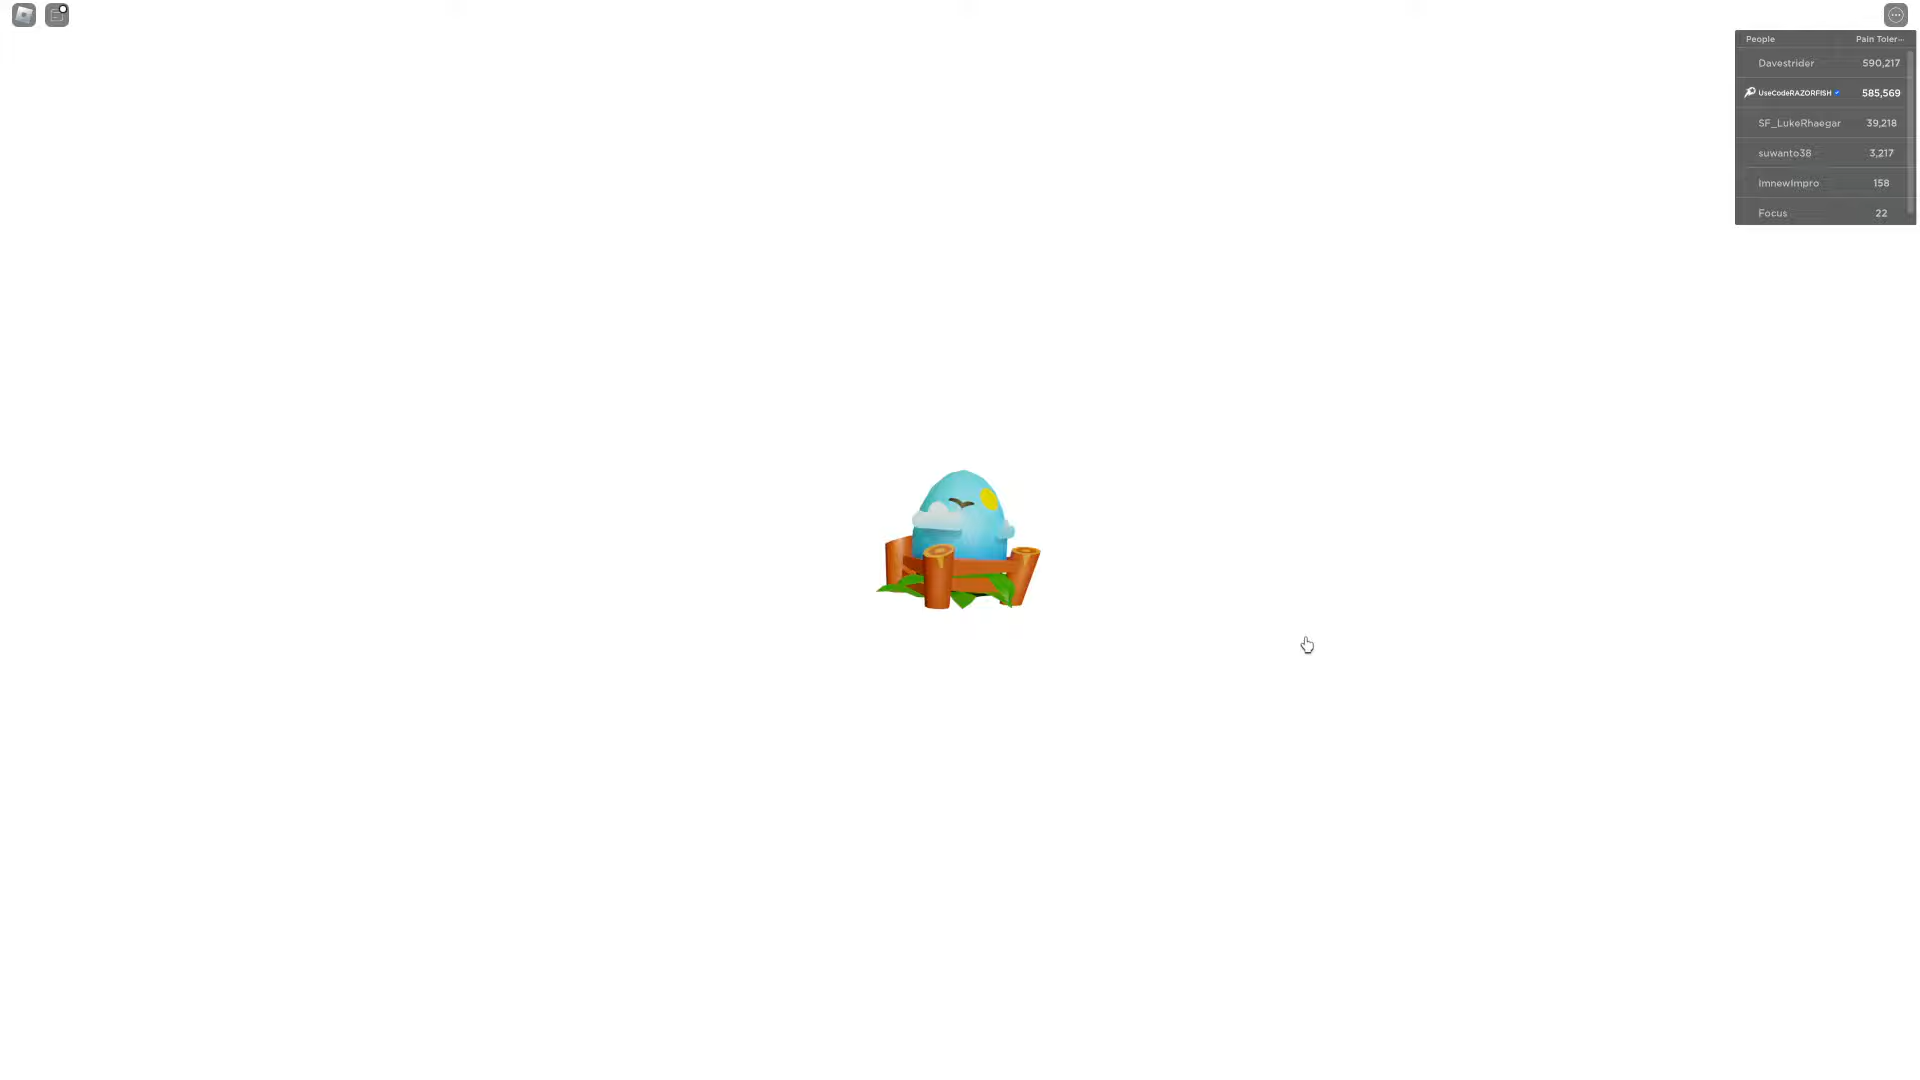 People Pain Toler...
Davestrider 590,217
UseCodeRAZORFISH 585,569
SF_LukeRhaegar 39,218
suwanto38 3,217
ImnewImpro 158
Focus 22